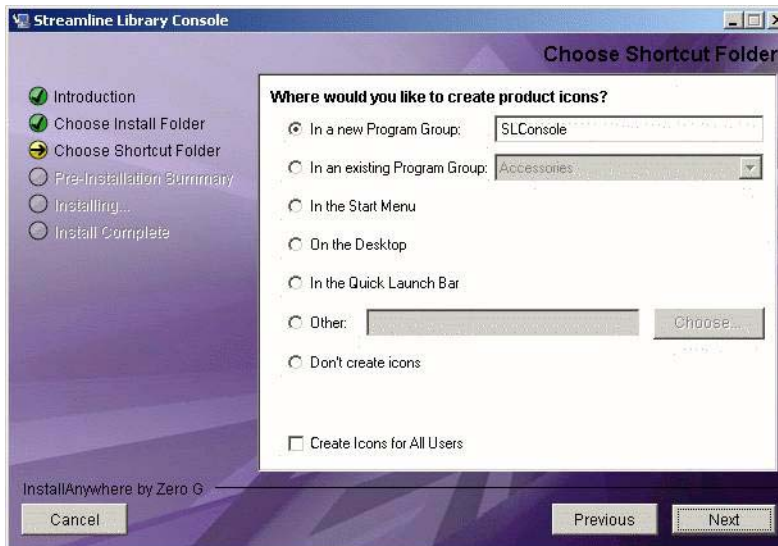 Streamline Library Console
Choose Shortcut Folder
Introduction
Choose Install Folder
Choose Shortcut Folder
Pre-Installation Summary
Installing...
Install Complete
Where would you like to create product icons?
In a new Program Group: SLConsole
In an existing Program Group: Accessories
In the Start Menu
On the Desktop
In the Quick Launch Bar
Other: Choose...
Don't create icons
Create Icons for All Users
InstallAnywhere by Zero G
Cancel Previous Next